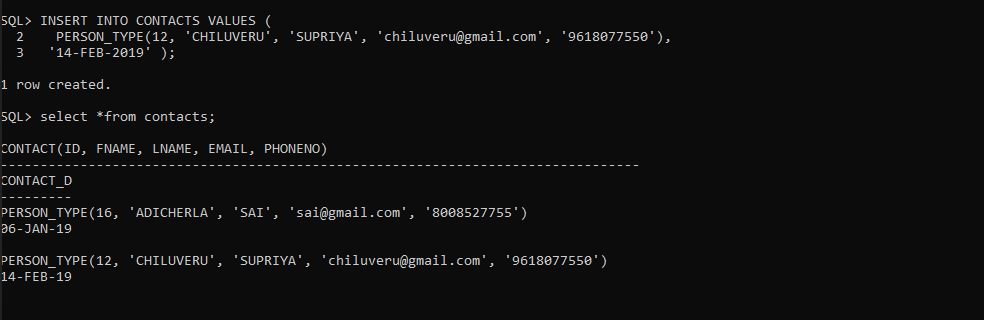 SQL> INSERT INTO CONTACTS VALUES (
  2    PERSON_TYPE(12, 'CHILUVERU', 'SUPRIYA', 'chiluveru@gmail.com', '9618077550'),
  3   '14-FEB-2019' );
1 row created.
SQL> select *from contacts;
CONTACT(ID, FNAME, LNAME, EMAIL, PHONENO)
--------------------------------------------------------------------------------
CONTACT_D
---------
PERSON_TYPE(16, 'ADICHERLA', 'SAI', 'sai@gmail.com', '8008527755')
06-JAN-19
PERSON_TYPE(12, 'CHILUVERU', 'SUPRIYA', 'chiluveru@gmail.com', '9618077550')
14-FEB-19